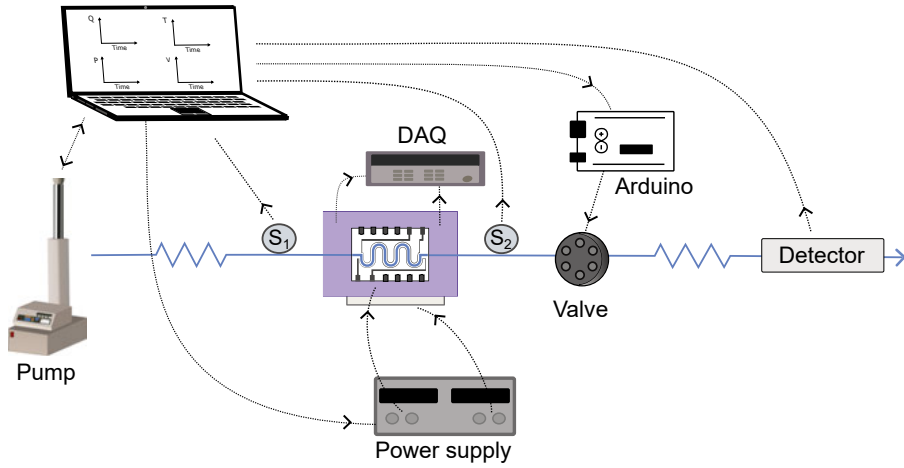 Q
T
Time
Time
P
V
Time
Time
DAQ
Arduino
S1
S2
Detector
Valve
Pump
Power supply